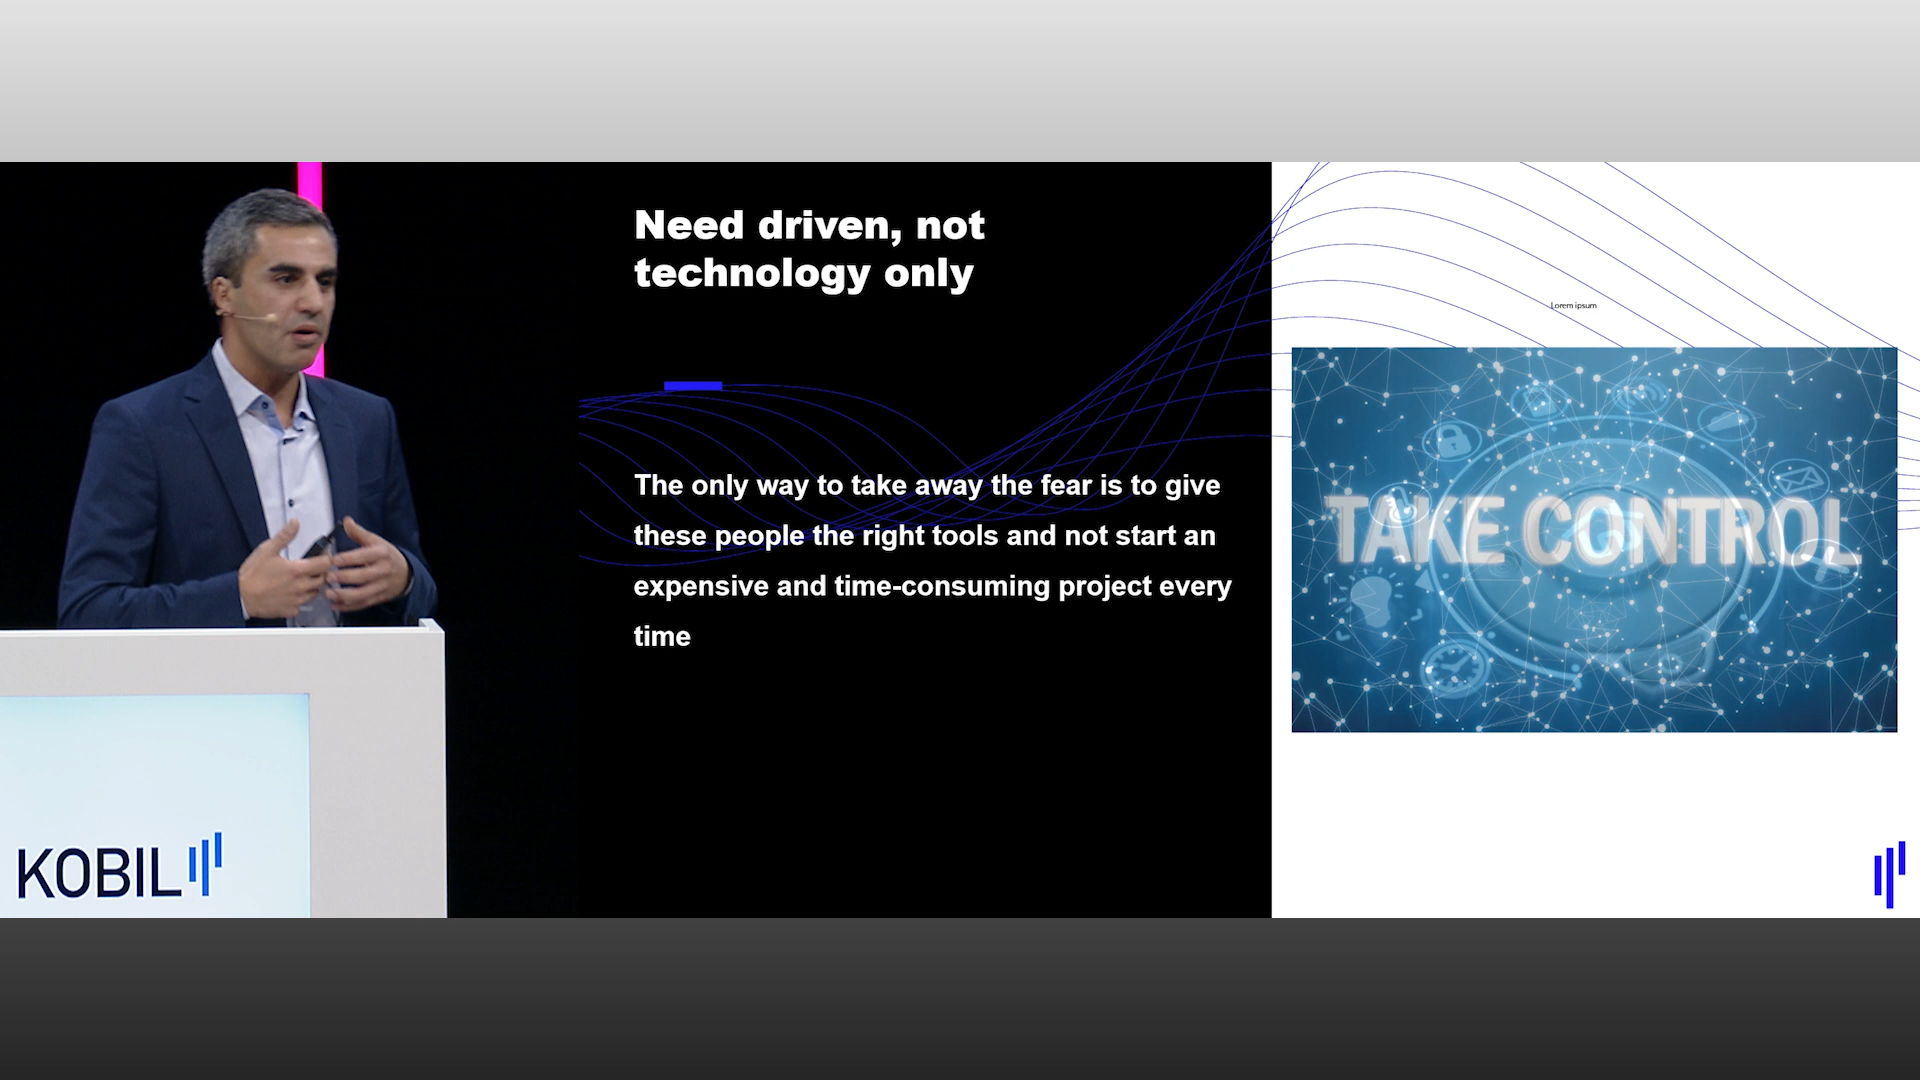 Need driven, not
technology only
The only way to take away the fear is to give
these people the right tools and not start an
expensive and time-consuming project every
time
Lorem ipsum
TAKE CONTROL
KOBIL